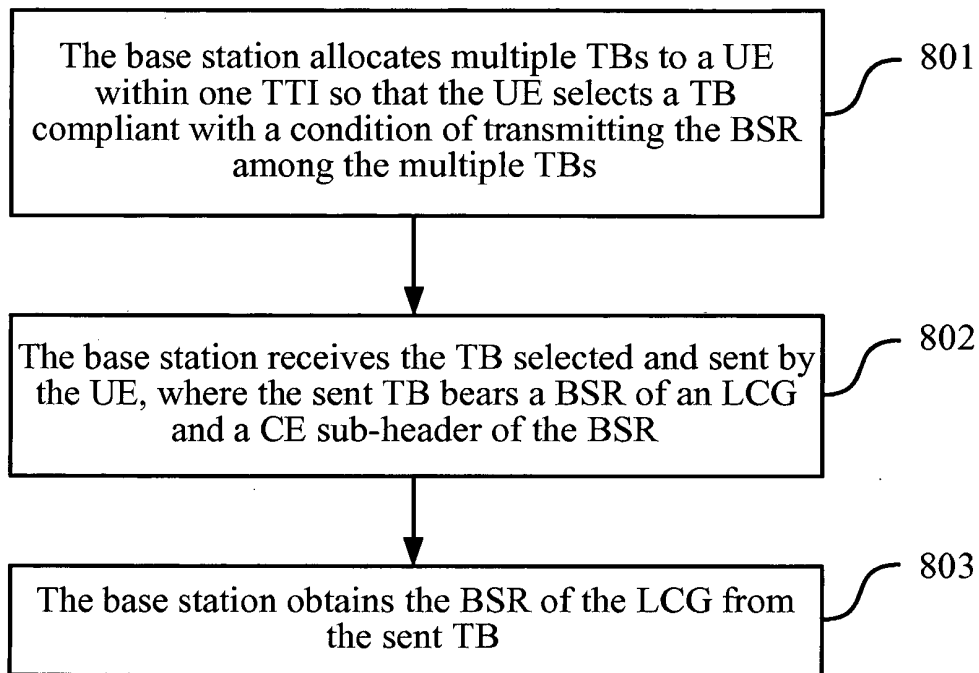 The base station allocates multiple TBs to a UE
within one TTI so that the UE selects a TB
compliant with a condition of transmitting the BSR
among the multiple TBs
801
The base station receives the TB selected and sent by
the UE, where the sent TB bears a BSR of an LCG
and a CE sub-header of the BSR
802
The base station obtains the BSR of the LCG from
the sent TB
803